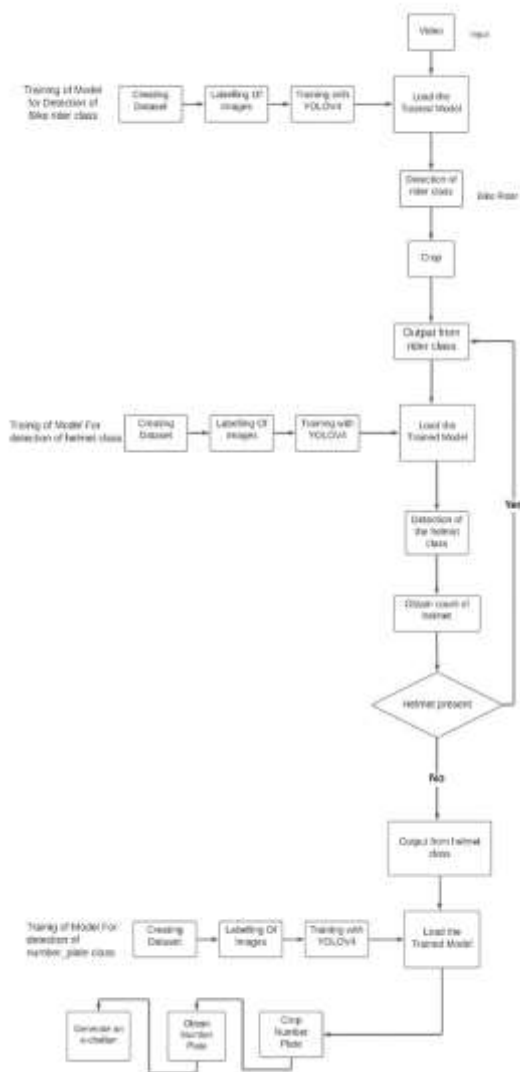 Video
Input
Training of Model
for Detection of
Bike rider class
Creating
Dataset
Labelling Of
Images
Training with
YOLOV4
Load the
Trained Model
Detection of
rider class
Bike Rider
Crop
Output from
rider class
Training of Model For
detection of helmet class
Creating
Dataset
Labelling Of
Images
Training with
YOLOV4
Load the
Trained Model
Detection of
the helmet
class
Yes
Obtain count of
helmet
Helmet present
No
Output from helmet
class
Training of Model For
detection of
number_plate class
Creating
Dataset
Labelling Of
Images
Training with
YOLOV4
Load the
Trained Model
Generate an
e-challan
Obtain
Number
Plate
Crop
Number
Plate